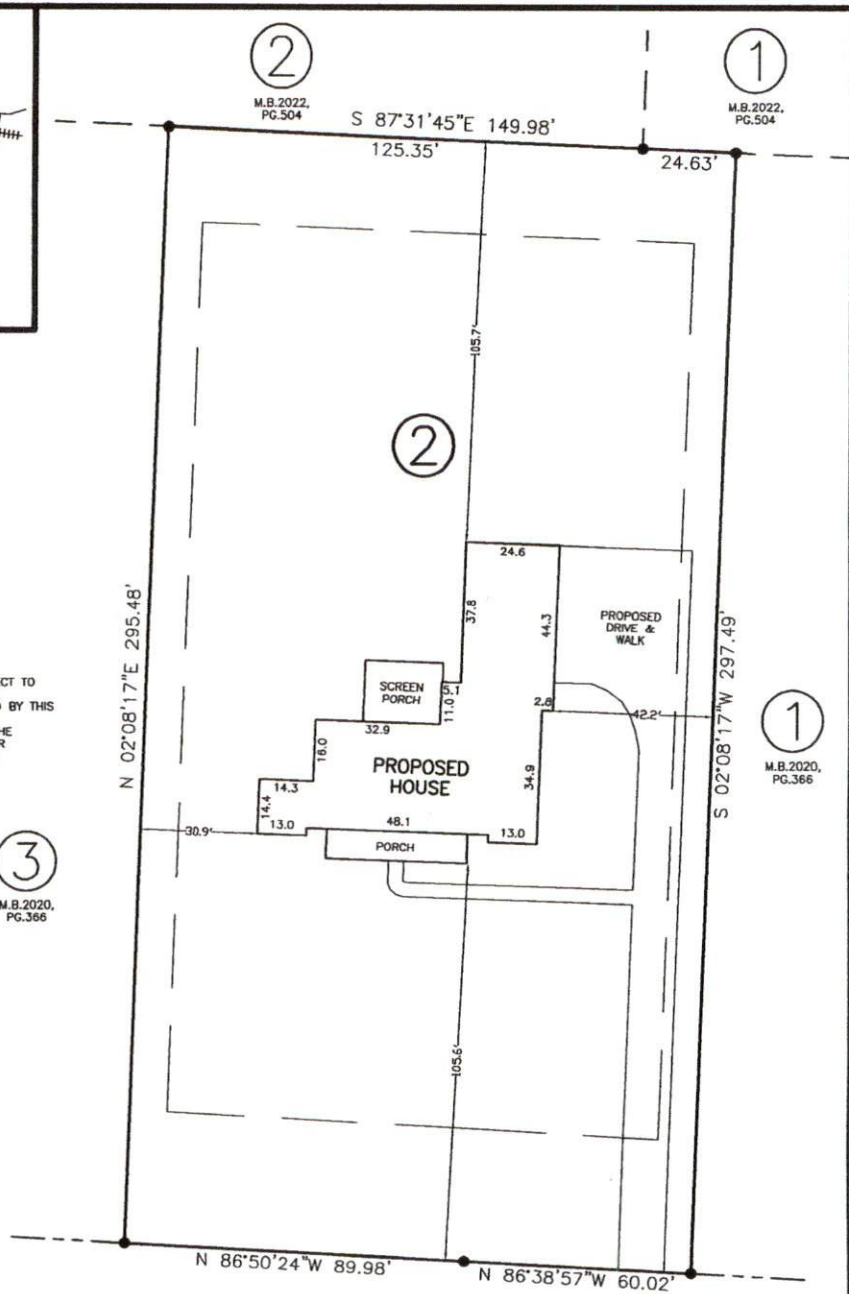 2
M.B.2022,
PG.504
1
M.B.2022,
PG.504
S 87°31'45"E 149.98'
125.35'
24.63'
105.7'
2
24.6
37.8
44.3
PROPOSED
DRIVE &
WALK
N 02°08'17"E 295.48'
S 02°08'17"W 297.49'
CT TO
BY THIS
HE
R
SCREEN
PORCH
5.1
11.0
2.8
42.2'
32.9
16.0
PROPOSED
HOUSE
34.9
1
M.B.2020,
PG.366
14.3
14.4
13.0
48.1
13.0
30.9'
PORCH
3
M.B.2020,
PG.366
105.6'
N 86°50'24"W 89.98'
N 86°38'57"W 60.02'